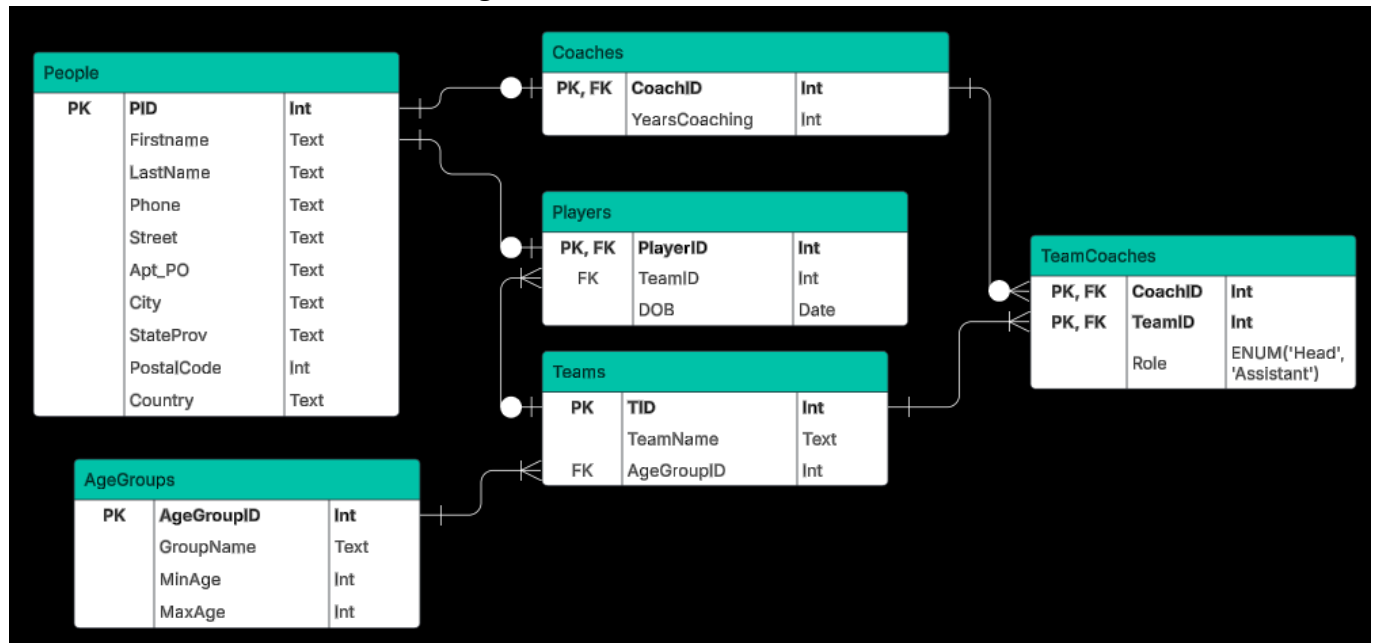 People
PK PID Int
Firstname Text
LastName Text
Phone Text
Street Text
Apt_PO Text
City Text
StateProv Text
PostalCode Int
Country Text
Coaches
PK, FK CoachID Int
YearsCoaching Int
Players
PK, FK PlayerID Int
FK TeamID Int
DOB Date
Teams
PK TID Int
TeamName Text
FK AgeGroupID Int
TeamCoaches
PK, FK CoachID Int
PK, FK TeamID Int
Role ENUM('Head',
'Assistant')
AgeGroups
PK AgeGroupID Int
GroupName Text
MinAge Int
MaxAge Int